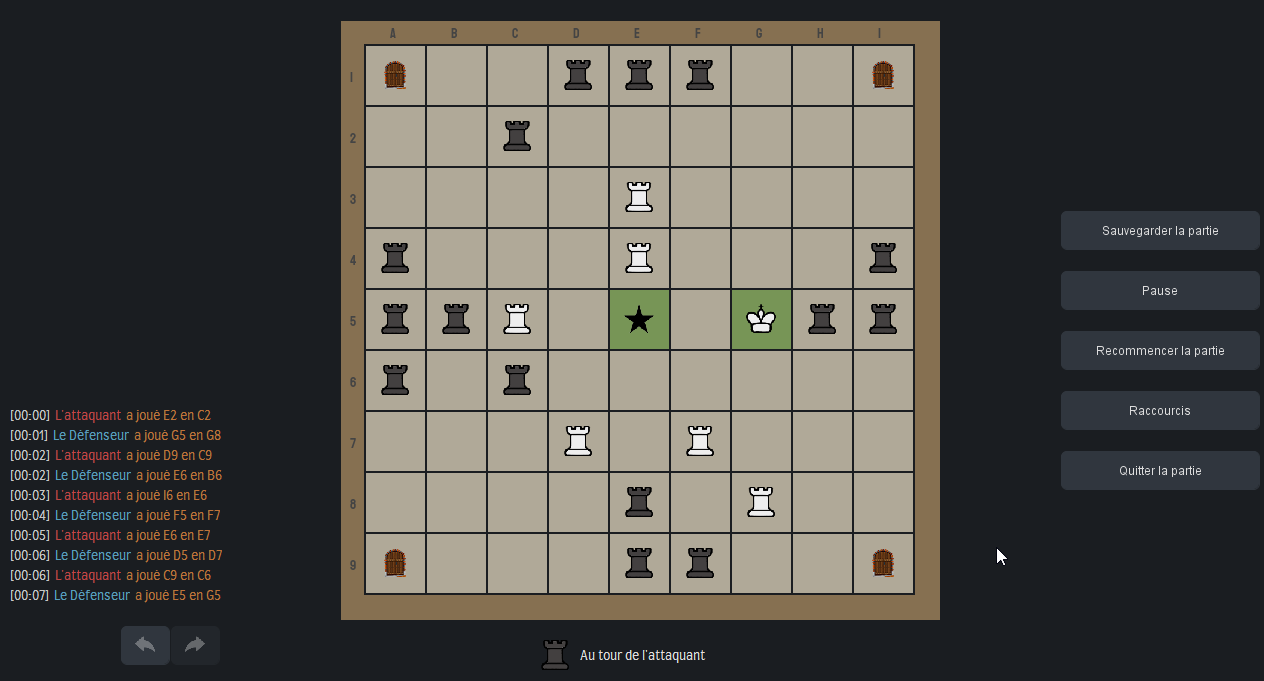 A B C D E F G H I
1
2
3
4
5
6
7
8
9
Sauvegarder la partie
Pause
Recommencer la partie
Raccourcis
Quitter la partie
[00:00] L'attaquant a joué E2 en C2
[00:01] Le Défenseur a joué G5 en G8
[00:02] L'attaquant a joué D9 en C9
[00:02] Le Défenseur a joué E6 en B6
[00:03] L'attaquant a joué I6 en E6
[00:04] Le Défenseur a joué F5 en F7
[00:05] L'attaquant a joué E6 en E7
[00:06] Le Défenseur a joué D5 en D7
[00:06] L'attaquant a joué C9 en C6
[00:07] Le Défenseur a joué E5 en G5
Au tour de l'attaquant